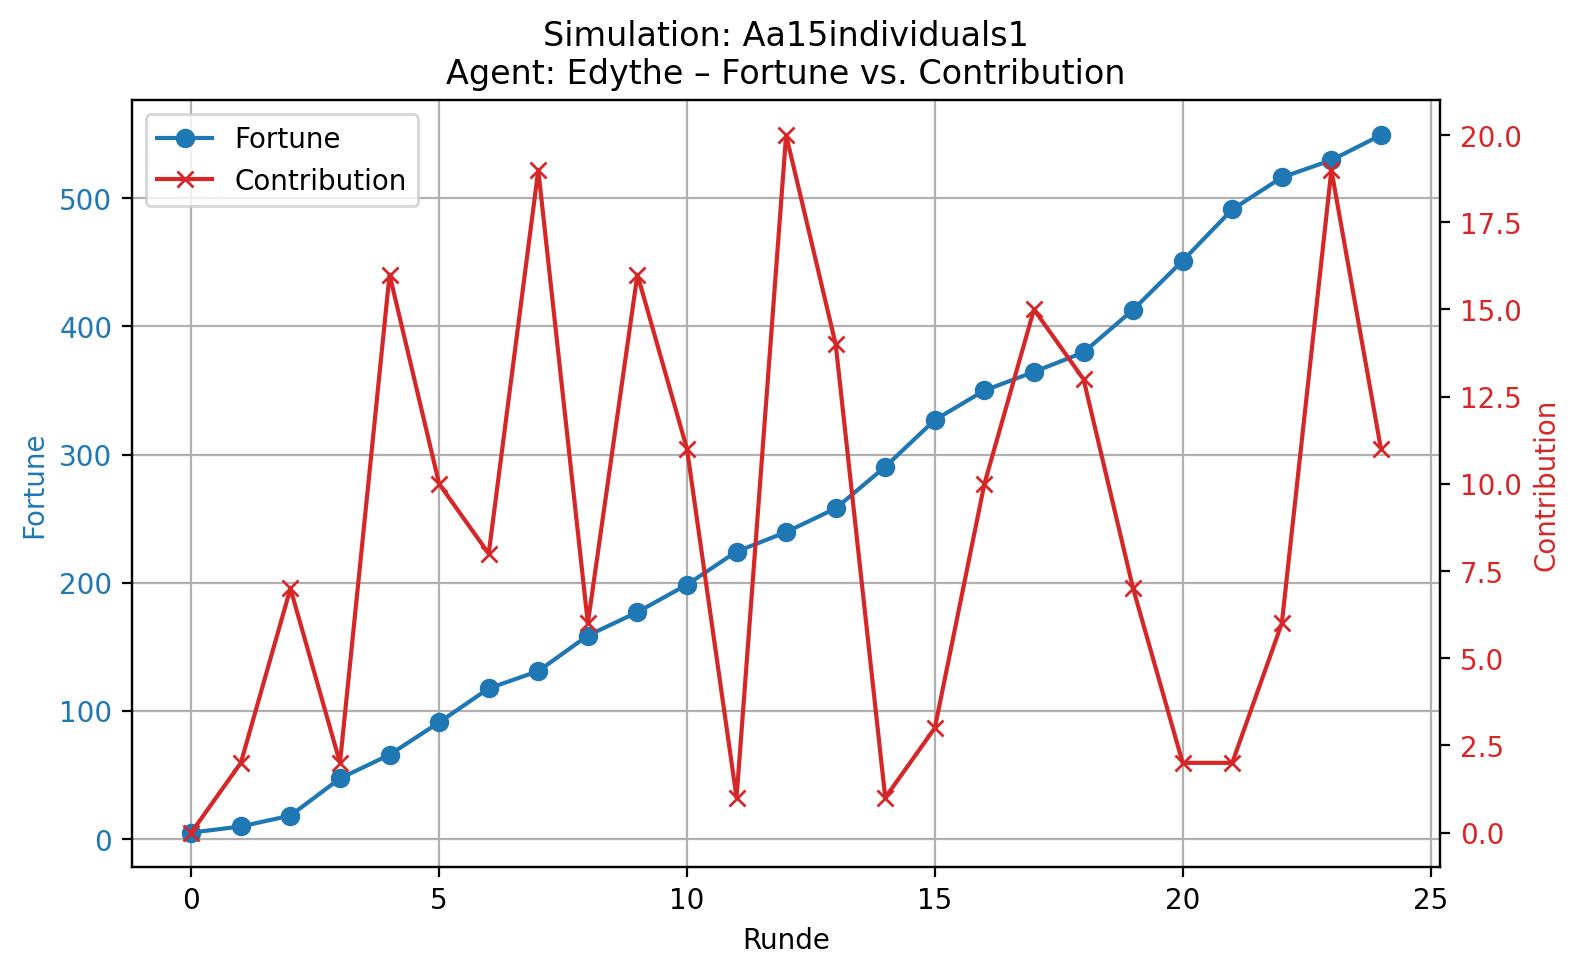 Simulation: Aa15individuals1
Agent: Edythe – Fortune vs. Contribution
Fortune
Contribution
500
400
300
200
100
0
Fortune
20.0
17.5
15.0
12.5
10.0
7.5
5.0
2.5
0.0
Contribution
0 5 10 15 20 25
Runde